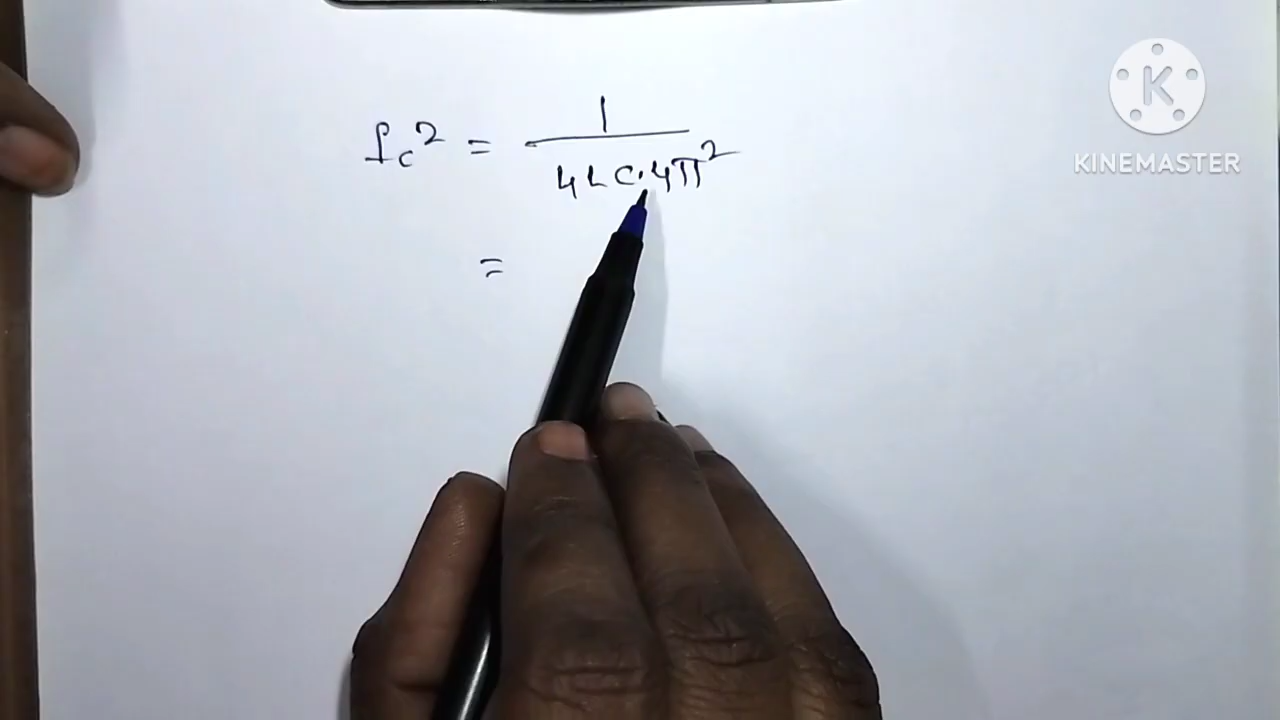 fc² = 1 / 4LC·4π²
=
K
KINEMASTER